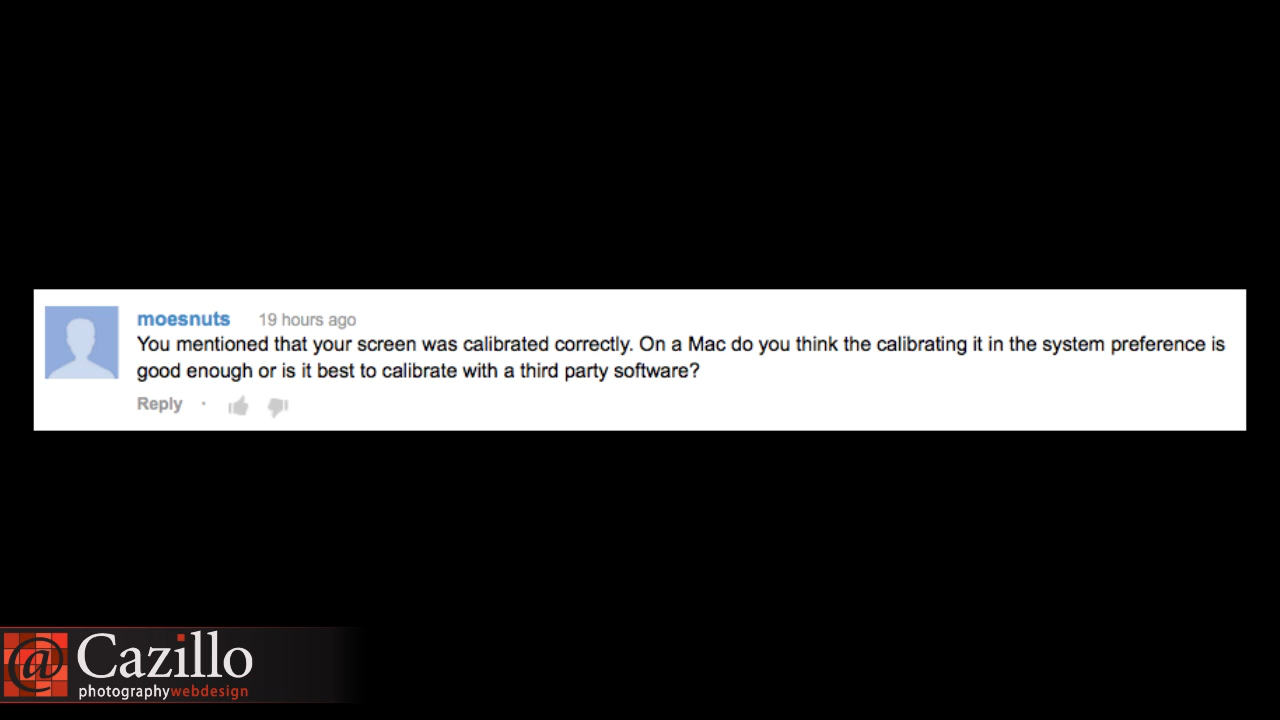 moesnuts 19 hours ago
You mentioned that your screen was calibrated correctly. On a Mac do you think the calibrating it in the system preference is
good enough or is it best to calibrate with a third party software?
Reply ·
@ Cazillo
photographywebdesign